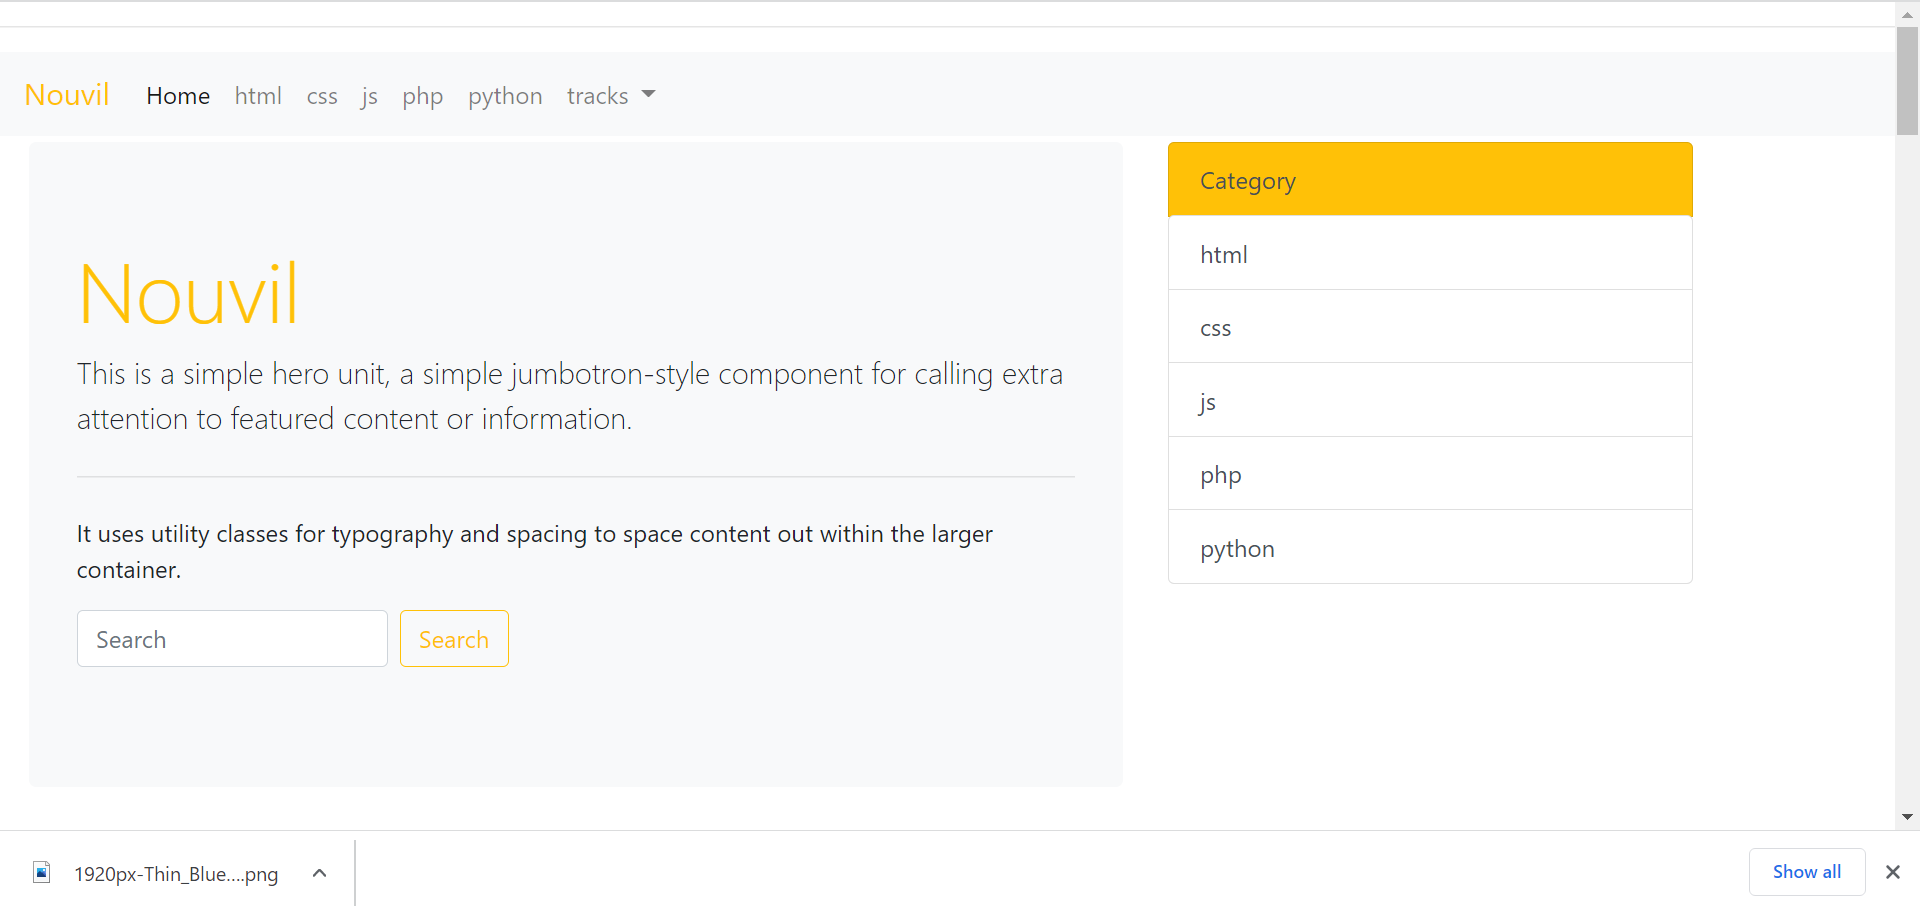 Nouvil Home html css js php python tracks
Nouvil
This is a simple hero unit, a simple jumbotron-style component for calling extra
attention to featured content or information.
It uses utility classes for typography and spacing to space content out within the larger
container.
Search Search
Category
html
css
js
php
python
1920px-Thin_Blue....png
Show all